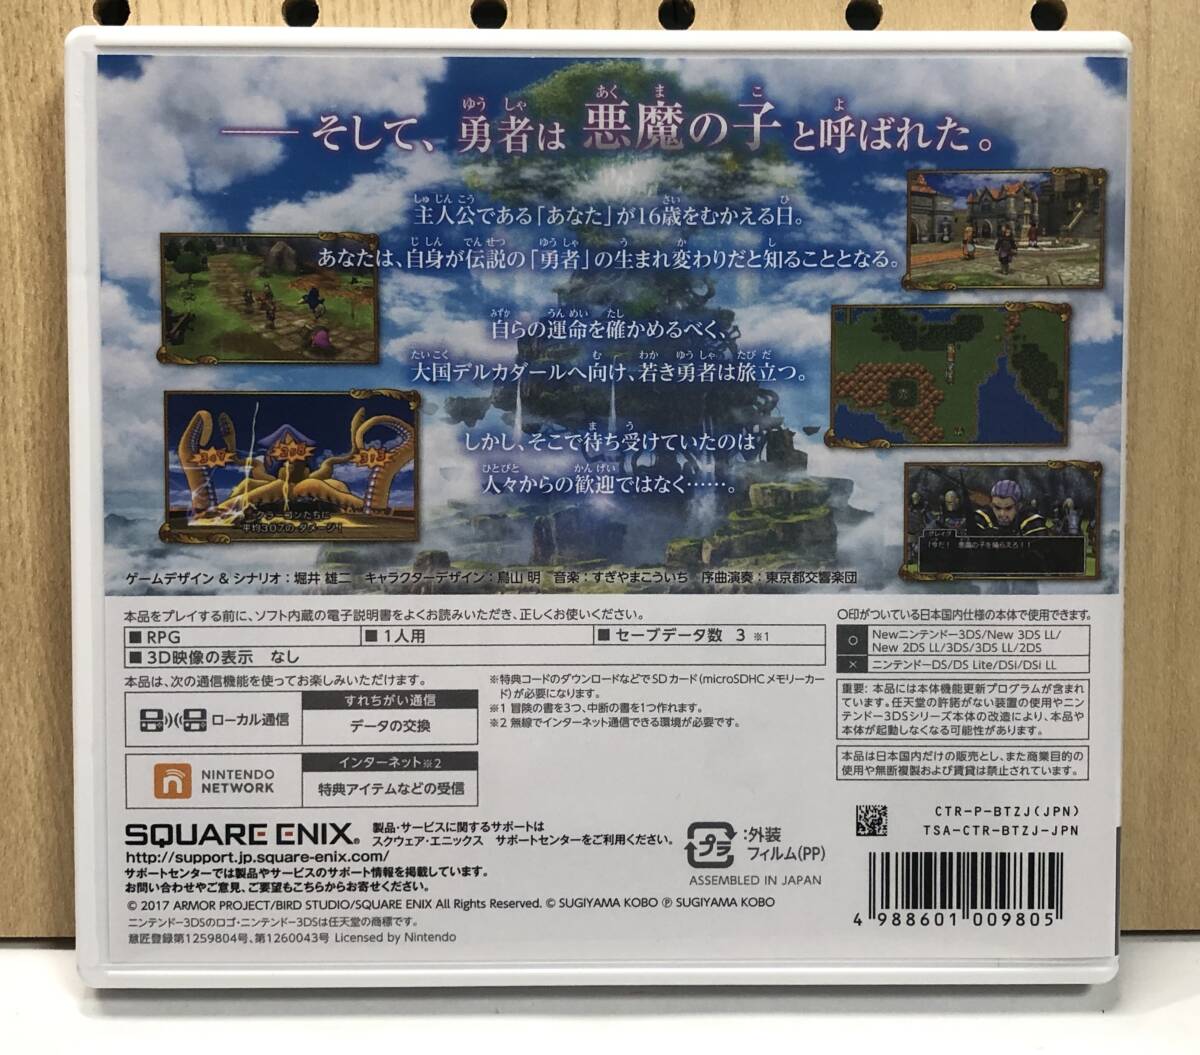 そして、勇者は悪魔の子と呼ばれた。
主人公である「あなた」が16歳をむかえる日。
あなたは、自身が伝説の「勇者」の生まれ変わりだと知ることとなる。
自らの運命を確かめるべく、
大国デルカダールへ向け、若き勇者は旅立つ。
しかし、そこで待ち受けていたのは
人々からの歓迎ではなく……。
347
398
313
クラーゴンたちに
平均307の ダメージ!
グレイグ
「今だ! 悪魔の子を捕らえろ!!
ゲームデザイン & シナリオ:堀井 雄二 キャラクターデザイン:鳥山 明 音楽:すぎやまこういち 序曲演奏:東京都交響楽団
本品をプレイする前に、ソフト内蔵の電子説明書をよくお読みいただき、正しくお使いください。
■RPG ■1人用 ■セーブデータ数 3 ※1
■3D映像の表示 なし
本品は、次の通信機能を使ってお楽しみいただけます。
ローカル通信
すれちがい通信
データの交換
NINTENDO
NETWORK
インターネット※2
特典アイテムなどの受信
※特典コードのダウンロードなどでSDカード(microSDHCメモリーカー
ド)が必要になります。
※1 冒険の書を3つ、中断の書を1つ作れます。
※2 無線でインターネット通信できる環境が必要です。
〇印がついている日本国内仕様の本体で使用できます。
○ Newニンテンドー3DS/New 3DS LL/
New 2DS LL/3DS/3DS LL/2DS
× ニンテンドーDS/DS Lite/DSi/DSi LL
重要: 本品には本体機能更新プログラムが含まれ
ています。任天堂の許諾がない装置の使用やニン
テンドー3DSシリーズ本体の改造により、本品や
本体が起動しなくなる可能性があります。
本品は日本国内だけの販売とし、また商業目的の
使用や無断複製および賃貸は禁止されています。
SQUARE ENIX®
製品・サービスに関するサポートは
スクウェア・エニックス サポートセンターをご利用ください。
http://support.jp.square-enix.com/
サポートセンターでは製品やサービスのサポート情報を掲載しています。
お問い合わせやご意見、ご要望もこちらからお寄せください。
© 2017 ARMOR PROJECT/BIRD STUDIO/SQUARE ENIX All Rights Reserved. © SUGIYAMA KOBO ℗ SUGIYAMA KOBO
ニンテンドー3DSのロゴ・ニンテンドー3DSは任天堂の商標です。
意匠登録第1259804号、第1260043号 Licensed by Nintendo
プラ
:外装
フィルム(PP)
ASSEMBLED IN JAPAN
CTR-P-BTZJ(JPN)
TSA-CTR-BTZJ-JPN
4 988601 009805